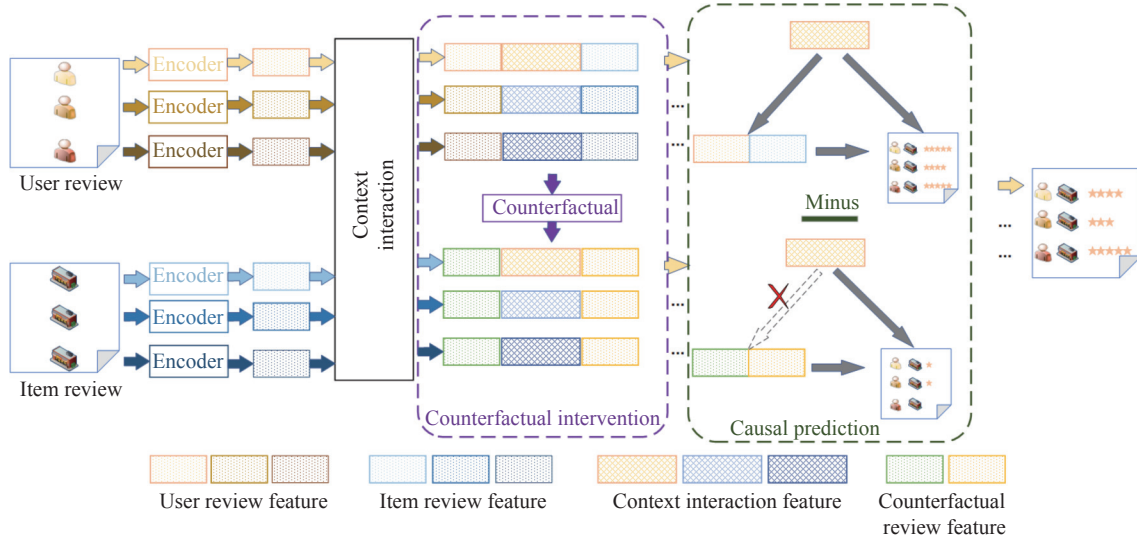 User review
Encoder
Encoder
Encoder
Item review
Encoder
Encoder
Encoder
Context
interaction
Counterfactual
Counterfactual intervention
...
...
...
...
Minus
X
Causal prediction
...
...
User review feature
Item review feature
Context interaction feature
Counterfactual
review feature